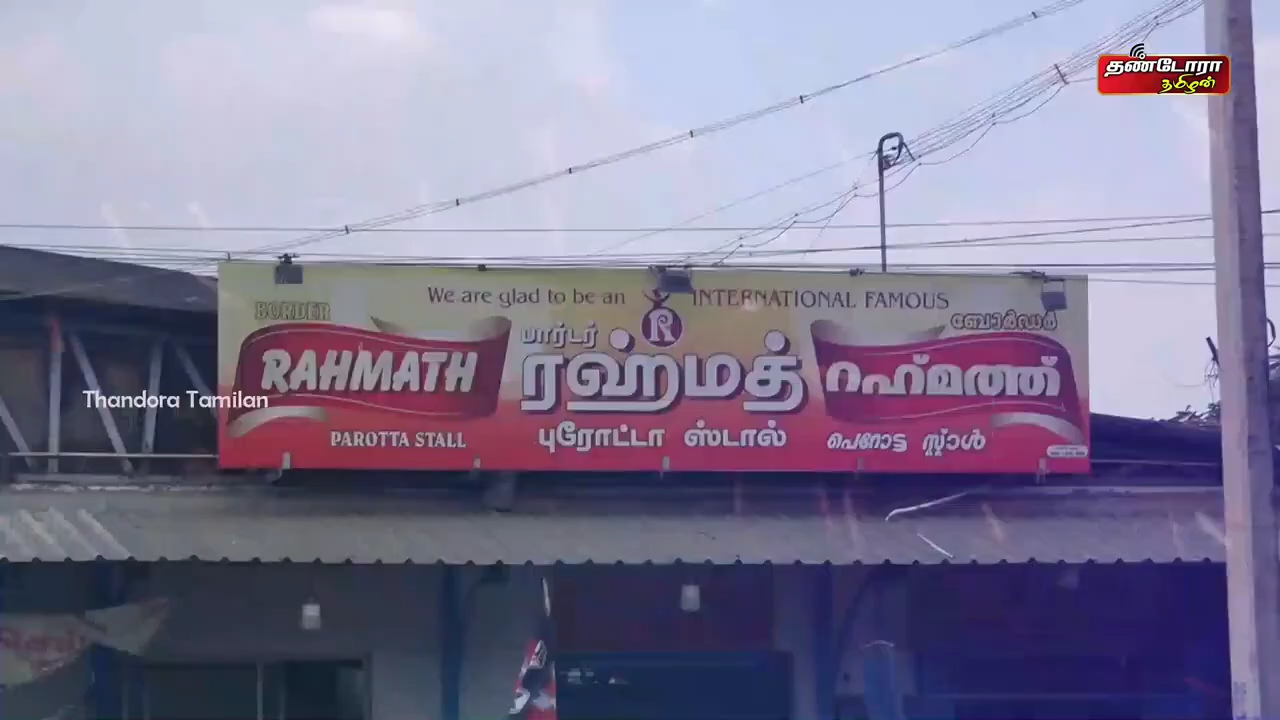 தண்டோரா
தமிழன்
We are glad to be an R INTERNATIONAL FAMOUS
BORDER பார்டர் ബോർഡർ
RAHMATH ரஹ்மத் റഹ്മത്ത്
Thandora Tamilan
PAROTTA STALL புரோட்டா ஸ்டால் പെറോട്ട സ്റ്റാൾ